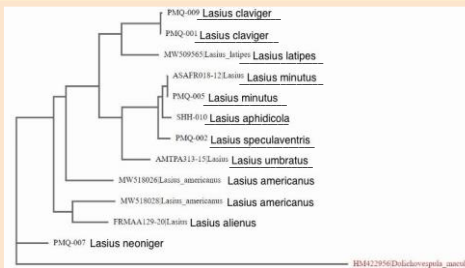 PMQ-009 Lasius claviger
PMQ-001 Lasius claviger
MW509565|Lasius_latipes Lasius latipes
ASAFR018-12|Lasius Lasius minutus
PMQ-005 Lasius minutus
SHH-010 Lasius aphidicola
PMQ-002 Lasius speculaventris
AMTPA313-15|Lasius Lasius umbratus
MW518026|Lasius_americanus Lasius americanus
MW518028|Lasius_americanus Lasius americanus
FRMAA129-20|Lasius Lasius alienus
PMQ-007 Lasius neoniger
HM422956|Dolichovespula_macul